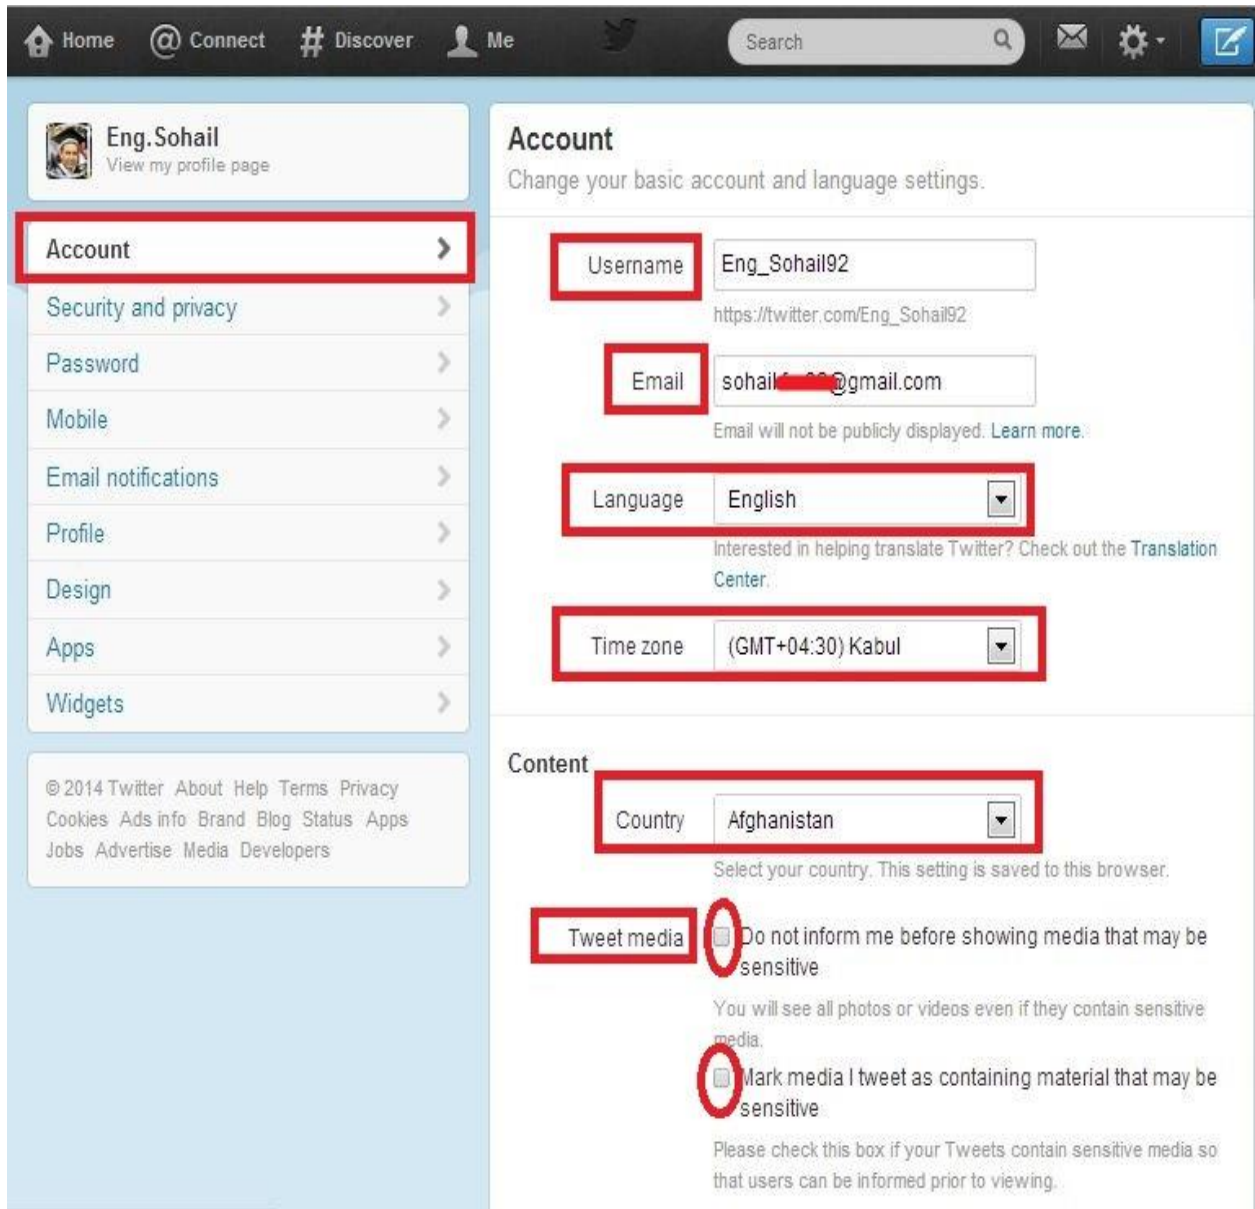 Home @ Connect # Discover Me Search
Eng.Sohail
View my profile page
Account
Security and privacy
Password
Mobile
Email notifications
Profile
Design
Apps
Widgets
© 2014 Twitter About Help Terms Privacy
Cookies Ads info Brand Blog Status Apps
Jobs Advertise Media Developers
Account
Change your basic account and language settings.
Username Eng_Sohail92
https://twitter.com/Eng_Sohail92
Email sohail @gmail.com
Email will not be publicly displayed. Learn more.
Language English
Interested in helping translate Twitter? Check out the Translation
Center.
Time zone (GMT+04:30) Kabul
Content
Country Afghanistan
Select your country. This setting is saved to this browser.
Tweet media Do not inform me before showing media that may be
sensitive
You will see all photos or videos even if they contain sensitive
media.
Mark media I tweet as containing material that may be
sensitive
Please check this box if your Tweets contain sensitive media so
that users can be informed prior to viewing.